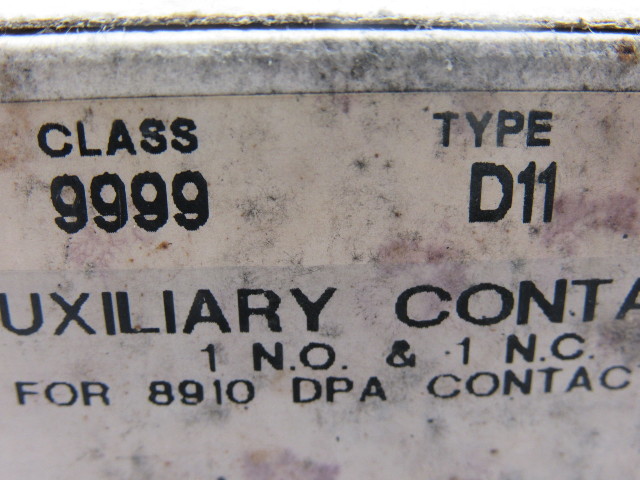 CLASS TYPE
9999 D11
UXILIARY CONTA
1 N.O. & 1 N.C.
FOR 8910 DPA CONTAC